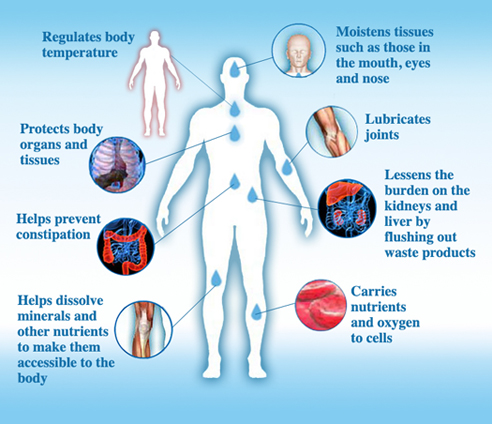 Regulates body
temperature
Moistens tissues
such as those in
the mouth, eyes
and nose
Protects body
organs and
tissues
Lubricates
joints
Helps prevent
constipation
Lessens the
burden on the
kidneys and
liver by
flushing out
waste products
Helps dissolve
minerals and
other nutrients
to make them
accessible to the
body
Carries
nutrients
and oxygen
to cells